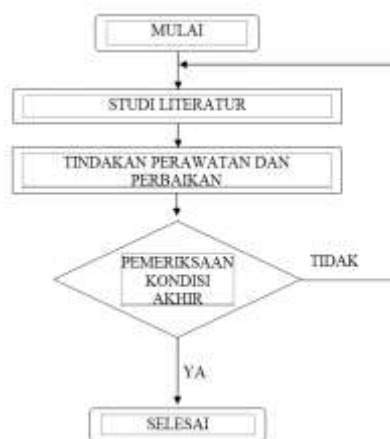 MULAI
STUDI LITERATUR
TINDAKAN PERAWATAN DAN
PERBAIKAN
PEMERIKSAAN
KONDISI
AKHIR
TIDAK
YA
SELESAI